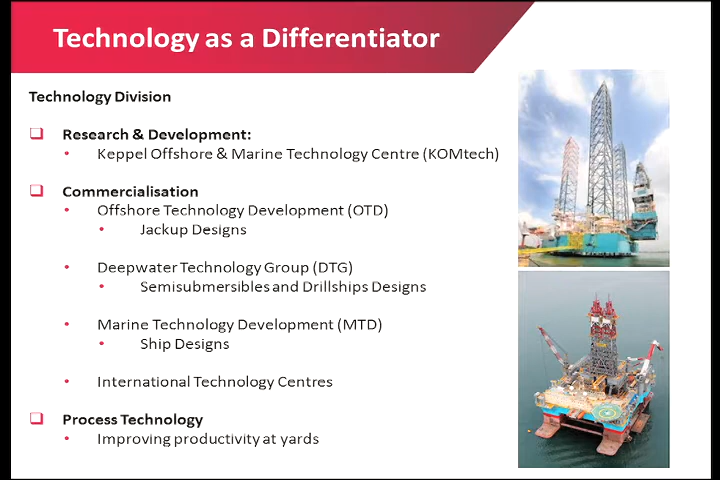 Technology as a Differentiator
Technology Division
Research & Development:
Keppel Offshore & Marine Technology Centre (KOMtech)
Commercialisation
Offshore Technology Development (OTD)
Jackup Designs
Deepwater Technology Group (DTG)
Semisubmersibles and Drillships Designs
Marine Technology Development (MTD)
Ship Designs
International Technology Centres
Process Technology
Improving productivity at yards